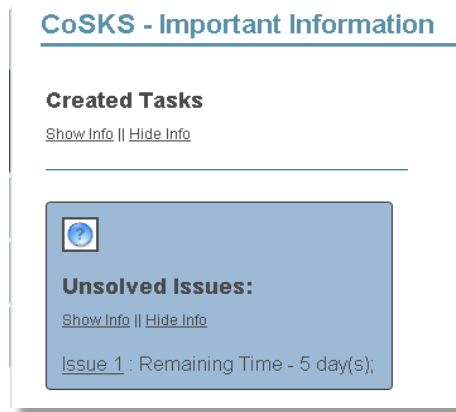 CoSKS - Important Information
Created Tasks
Show Info || Hide Info
?
Unsolved Issues:
Show Info || Hide Info
Issue 1 : Remaining Time - 5 day(s);